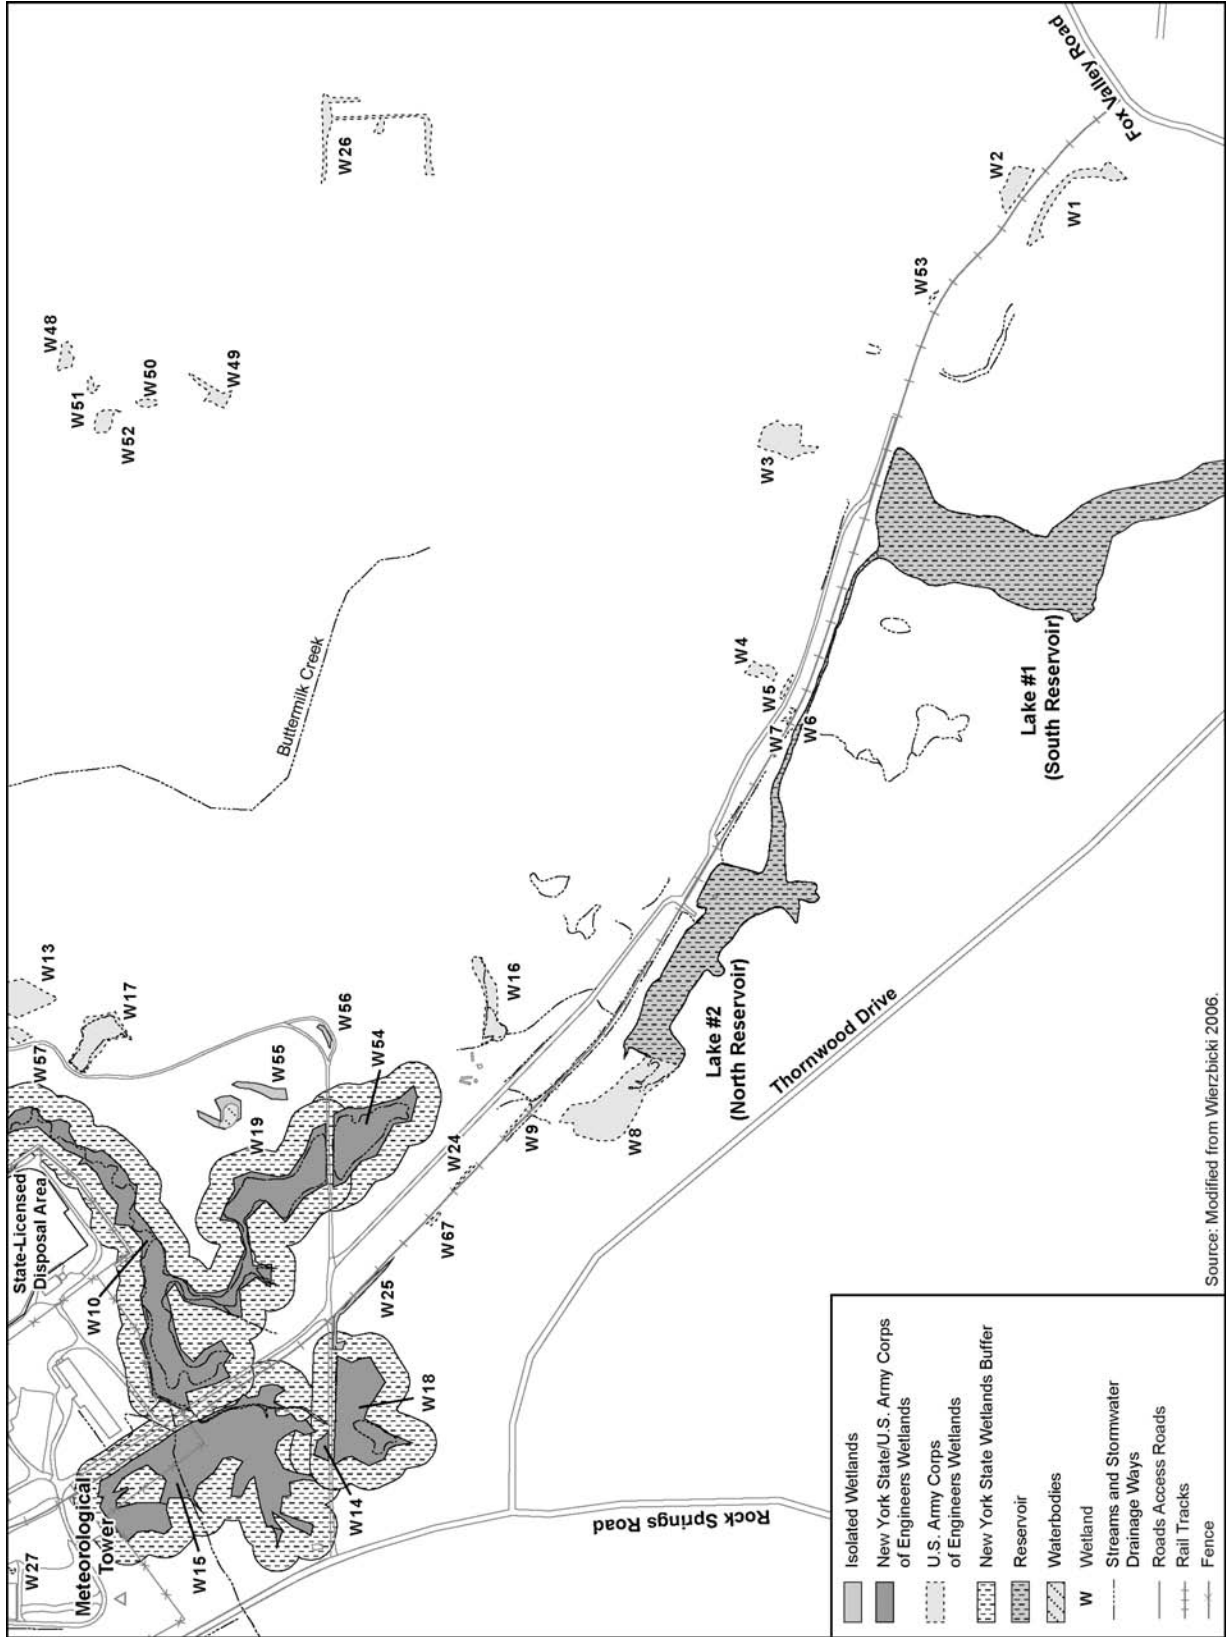 W27
Meteorological
Tower
W15
W14
W18
W25
W10
State-Licensed
Disposal Area
W57
W13
W17
W19
W55
W56
W54
W67
W24
W9
W16
W8
Lake #2
(North Reservoir)
Thornwood Drive
Rock Springs Road
Buttermilk Creek
W48
W51
W52
W50
W49
W26
W3
W4
W5
W7
W6
Lake #1
(South Reservoir)
W53
W2
W1
Fox Valley Road
Isolated Wetlands
New York State/U.S. Army Corps
of Engineers Wetlands
U.S. Army Corps
of Engineers Wetlands
New York State Wetlands Buffer
Reservoir
Waterbodies
W Wetland
Streams and Stormwater
Drainage Ways
Roads Access Roads
Rail Tracks
Fence
Source: Modified from Wierzbicki 2006.